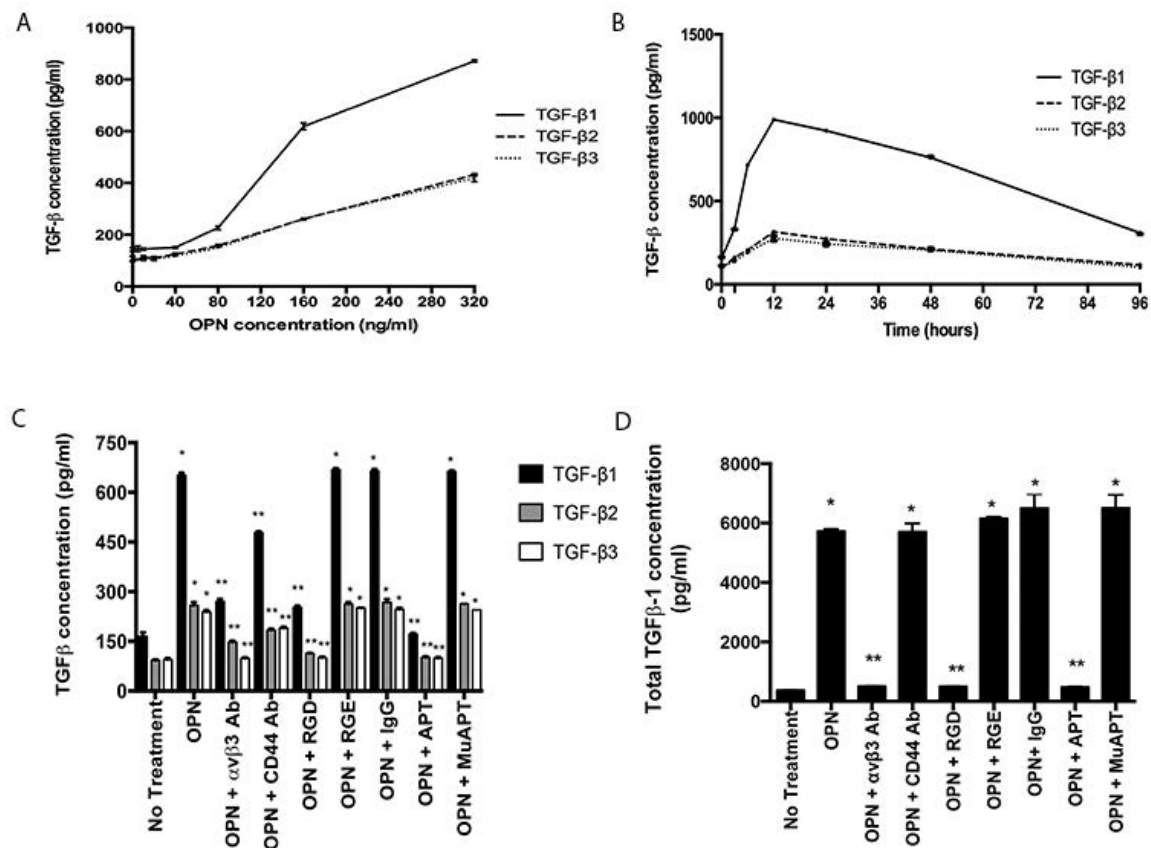 A
TGF-β concentration (pg/ml)
1000
800
600
400
200
0
0 40 80 120 160 200 240 280 320
OPN concentration (ng/ml)
TGF-β1
TGF-β2
TGF-β3
B
TGF-β concentration (pg/ml)
1500
1000
500
0
0 12 24 36 48 60 72 84 96
Time (hours)
TGF-β1
TGF-β2
TGF-β3
C
TGFβ concentration (pg/ml)
750
600
450
300
150
0
* * * ** ** ** ** ** ** ** ** ** * * * * * * ** ** ** * * *
No Treatment
OPN
OPN + αvβ3 Ab
OPN + CD44 Ab
OPN + RGD
OPN + RGE
OPN + IgG
OPN + APT
OPN + MuAPT
TGF-β1
TGF-β2
TGF-β3
D
Total TGFβ-1 concentration
(pg/ml)
8000
6000
4000
2000
0
* ** * ** * * ** *
No Treatment
OPN
OPN + αvβ3 Ab
OPN + CD44 Ab
OPN + RGD
OPN + RGE
OPN+ IgG
OPN + APT
OPN + MuAPT